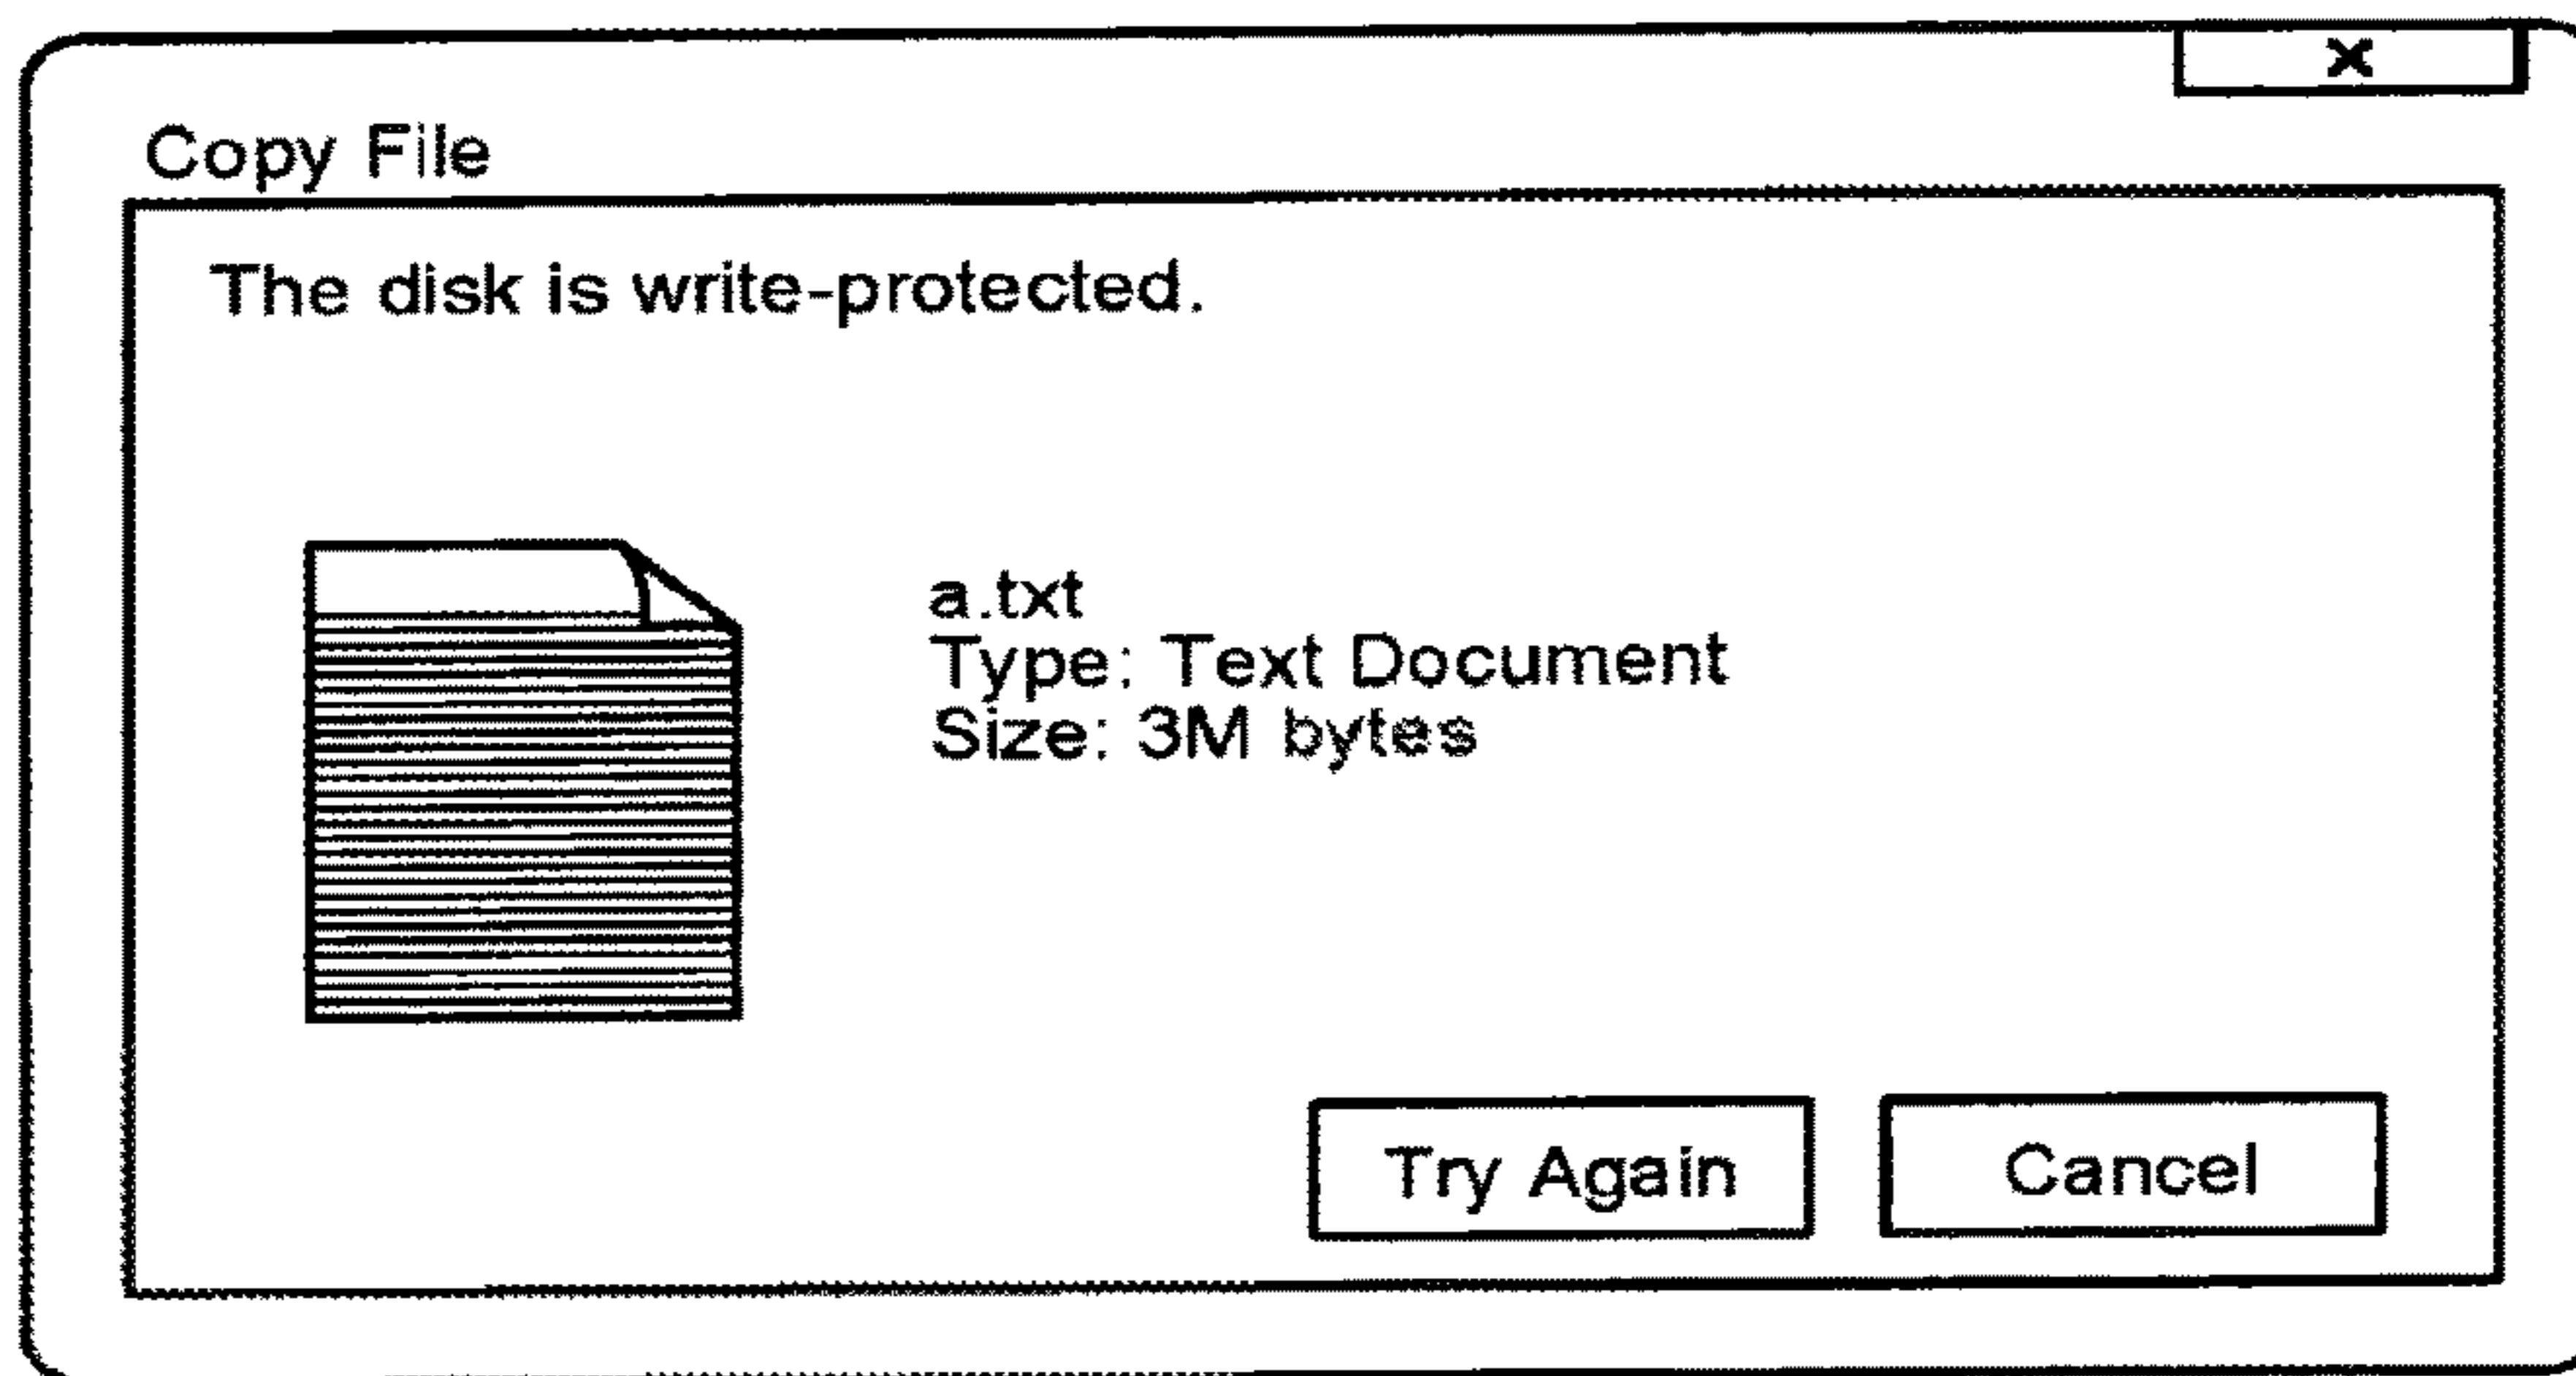 x
Copy File
The disk is write-protected.
a.txt
Type: Text Document
Size: 3M bytes
Try Again
Cancel